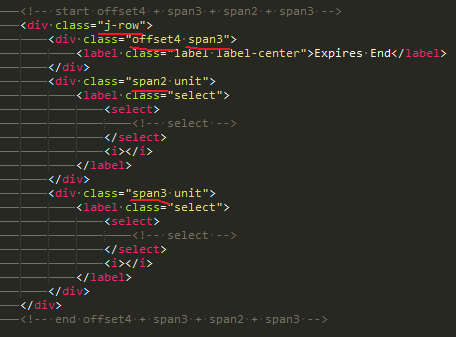 <!-- start offset4 + span3 + span2 + span3 -->
<div class="j-row">
<div class="offset4 span3">
<label class="label label-center">Expires End</label>
</div>
<div class="span2 unit">
<label class="select">
<select>
<!-- select -->
</select>
<i></i>
</label>
</div>
<div class="span3 unit">
<label class="select">
<select>
<!-- select -->
</select>
<i></i>
</label>
</div>
</div>
<!-- end offset4 + span3 + span2 + span3 -->